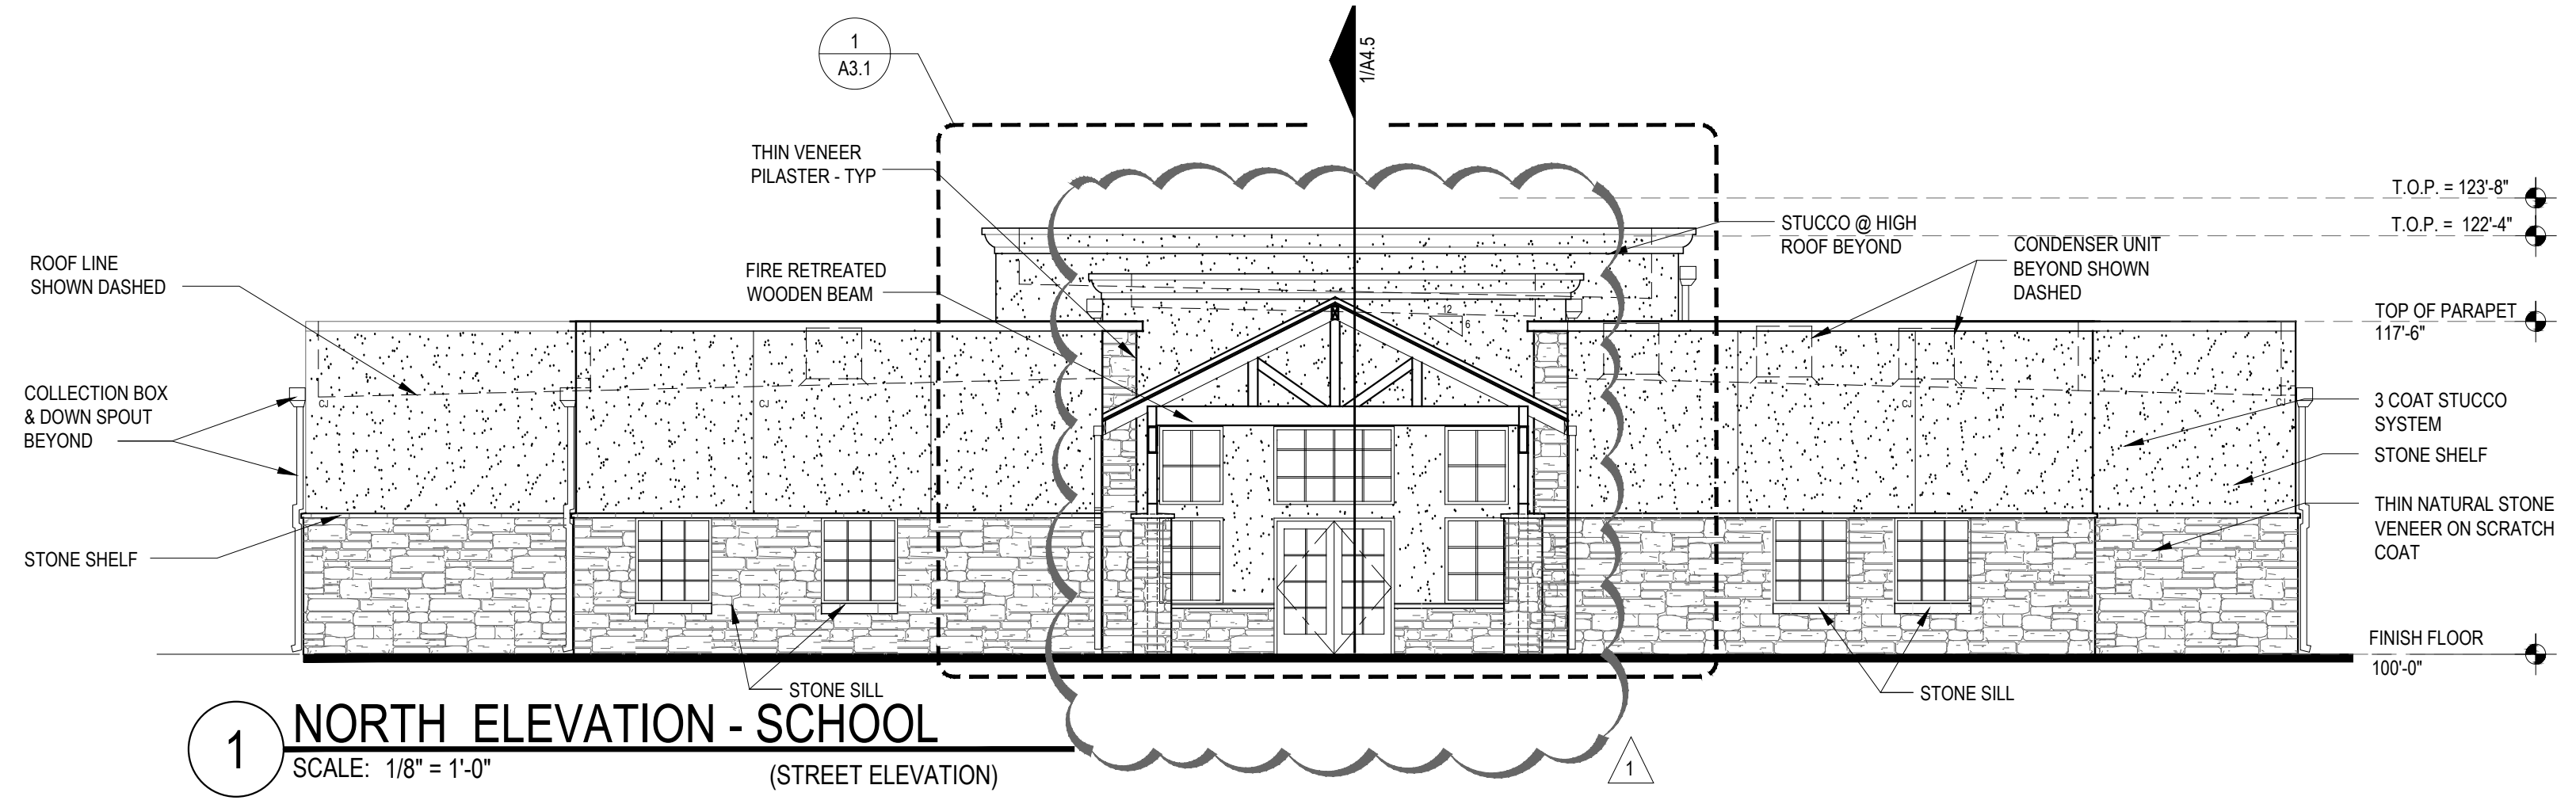 1
A3.1
1/A4.5
THIN VENEER
PILASTER - TYP
T.O.P. = 123'-8"
T.O.P. = 122'-4"
STUCCO @ HIGH
ROOF BEYOND
CONDENSER UNIT
BEYOND SHOWN
DASHED
ROOF LINE
SHOWN DASHED
FIRE RETREATED
WOODEN BEAM
12
6
TOP OF PARAPET
117'-6"
COLLECTION BOX
& DOWN SPOUT
BEYOND
CJ
CJ
CJ
CJ
3 COAT STUCCO
SYSTEM
STONE SHELF
THIN NATURAL STONE
VENEER ON SCRATCH
COAT
STONE SHELF
FINISH FLOOR
100'-0"
STONE SILL
STONE SILL
1
NORTH ELEVATION - SCHOOL
SCALE: 1/8" = 1'-0"
(STREET ELEVATION)
1